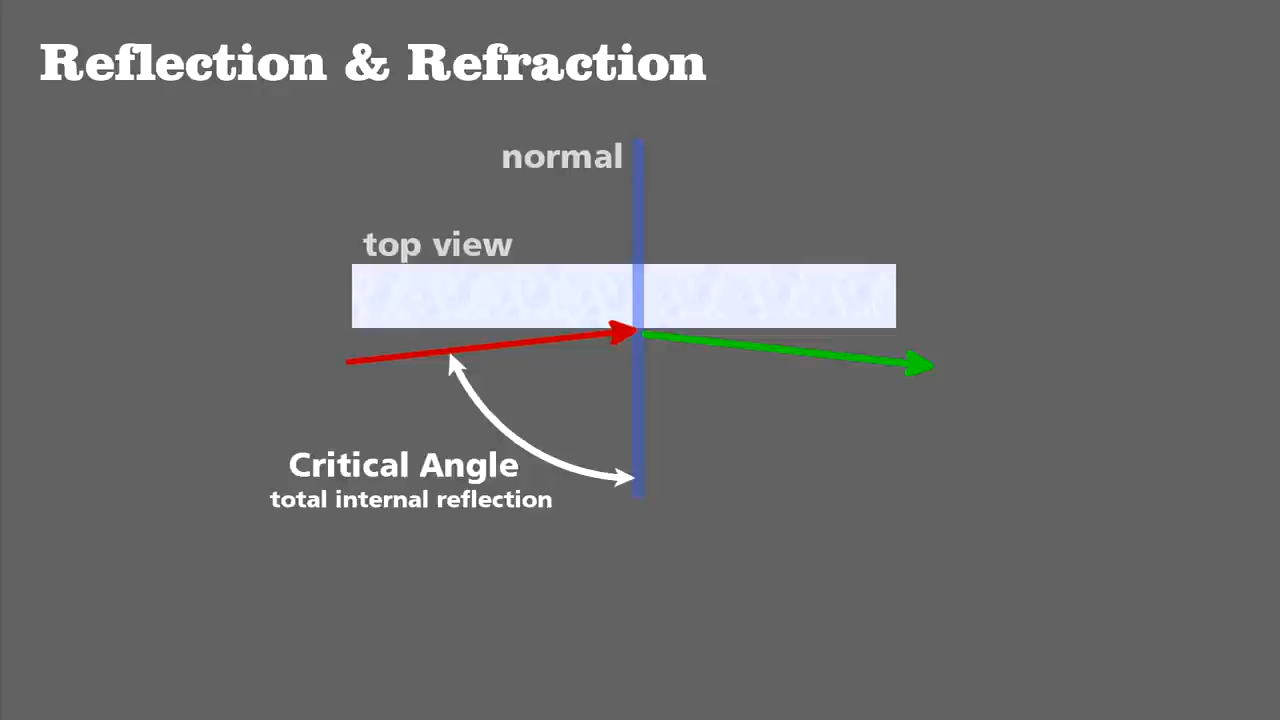 Reflection & Refraction
normal
top view
Critical Angle
total internal reflection